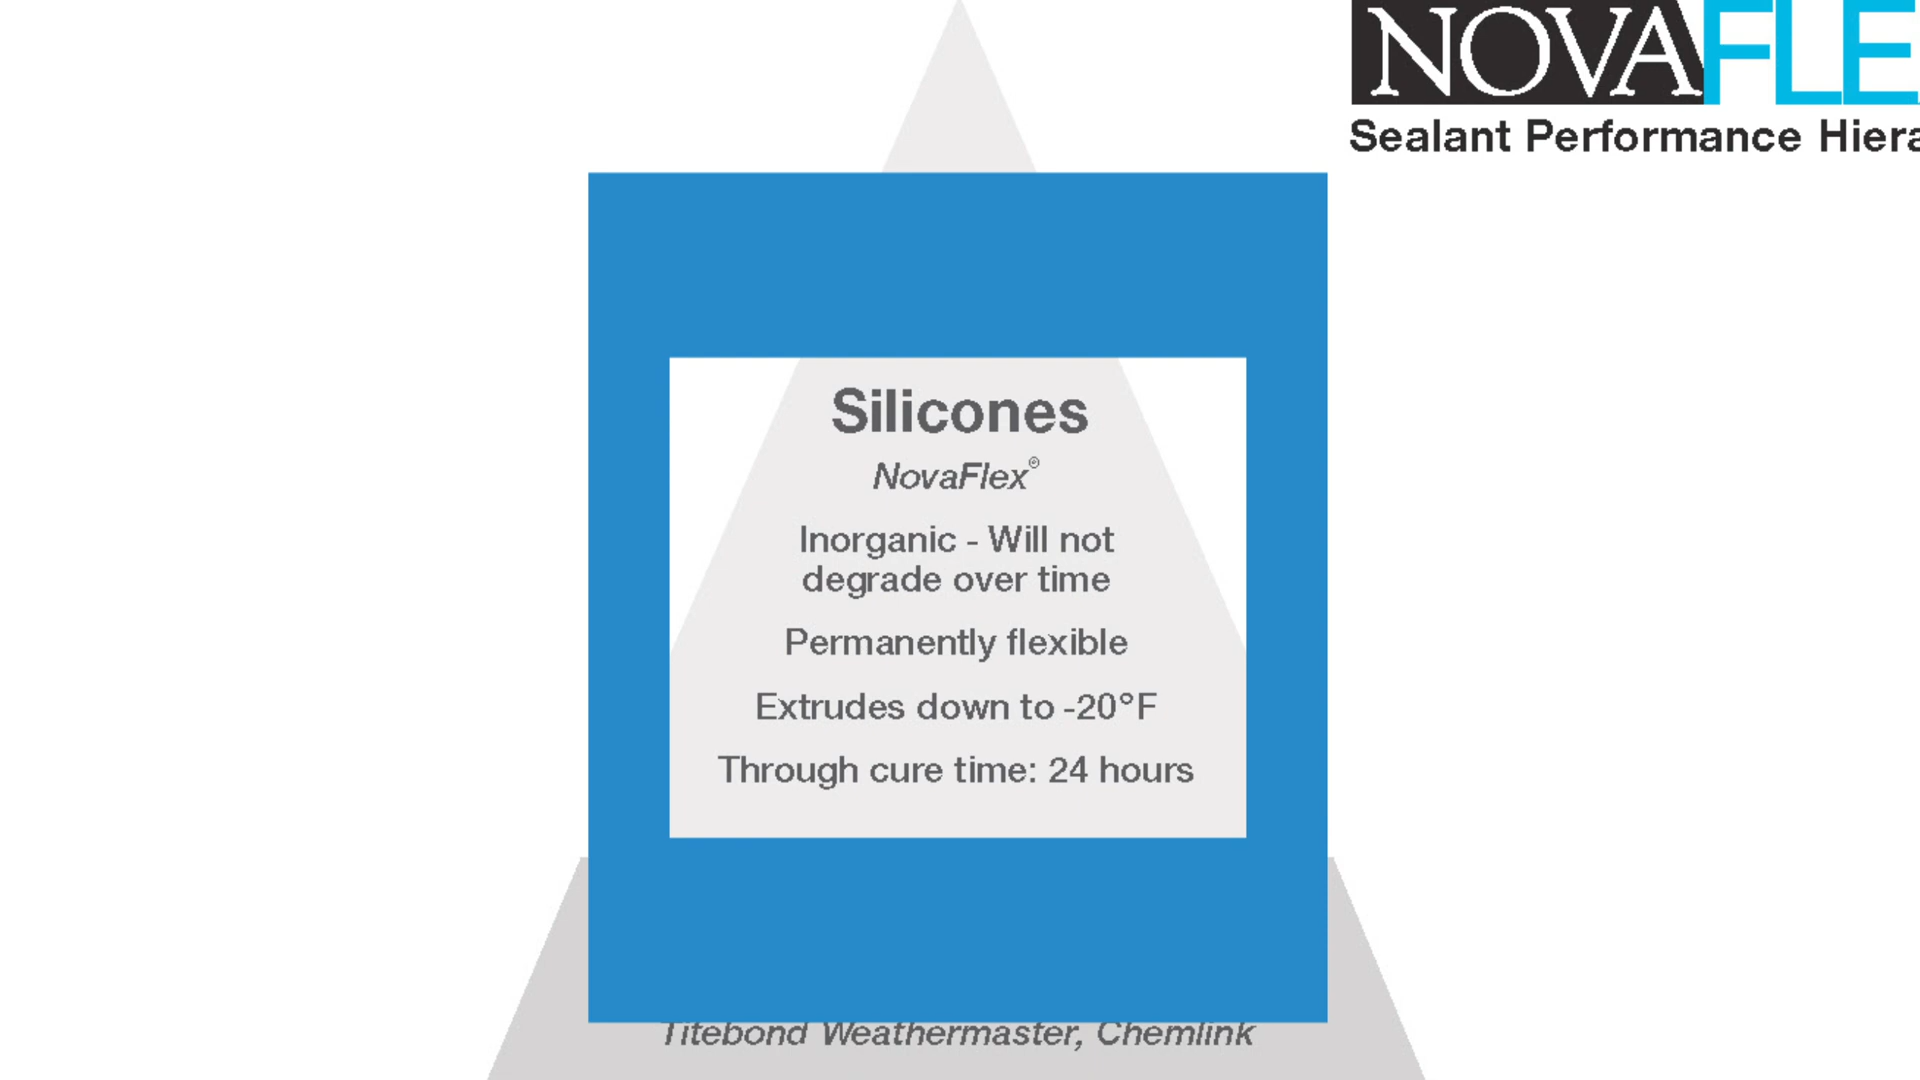 NOVAFLE
Sealant Performance Hiera
Silicones
NovaFlex®
Inorganic - Will not
degrade over time
Permanently flexible
Extrudes down to -20°F
Through cure time: 24 hours
Titebond Weathermaster, Chemlink